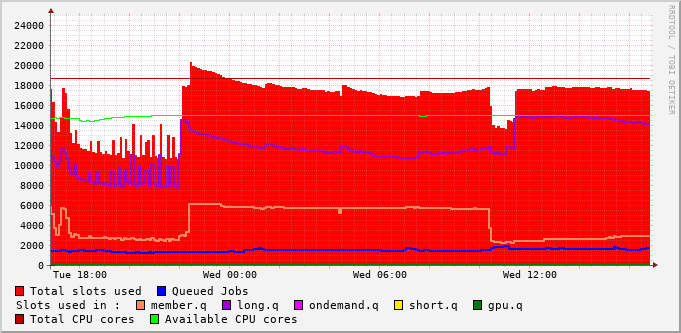 24000
22000
20000
18000
16000
14000
12000
10000
8000
6000
4000
2000
0
Tue 18:00 Wed 00:00 Wed 06:00 Wed 12:00
Total slots used Queued Jobs
Slots used in : member.q long.q ondemand.q short.q gpu.q
Total CPU cores Available CPU cores
RRDTOOL / TOBI OETIKER